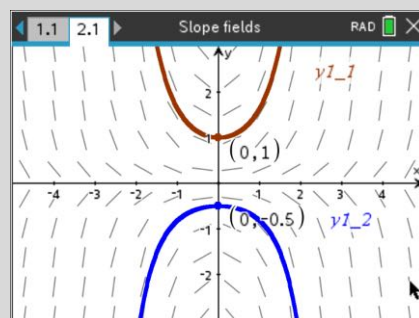 1.1 2.1 Slope fields RAD
y
y1_1
2
1
(0,1)
x
-4 -3 -2 -1 1 2 3 4
(0,-0.5) y1_2
-1
-2